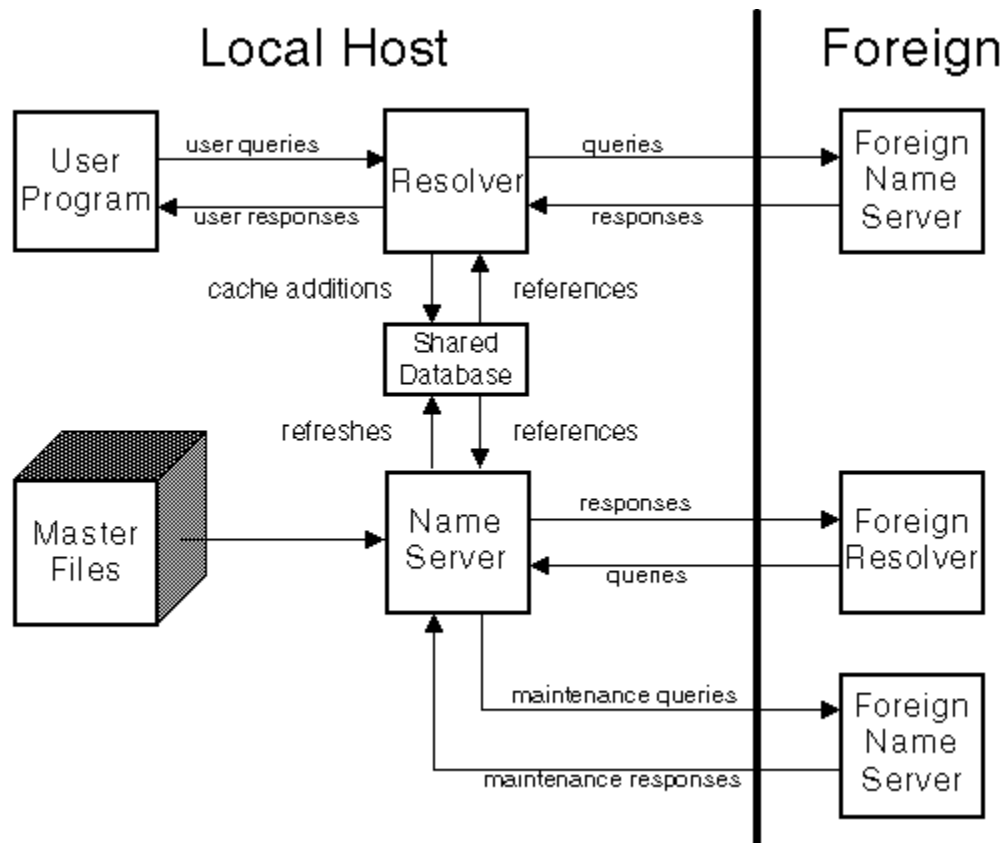 Local Host
Foreign
User
Program
user queries
user responses
Resolver
queries
responses
Foreign
Name
Server
cache additions
references
Shared
Database
refreshes
references
Master
Files
Name
Server
responses
queries
Foreign
Resolver
maintenance queries
maintenance responses
Foreign
Name
Server